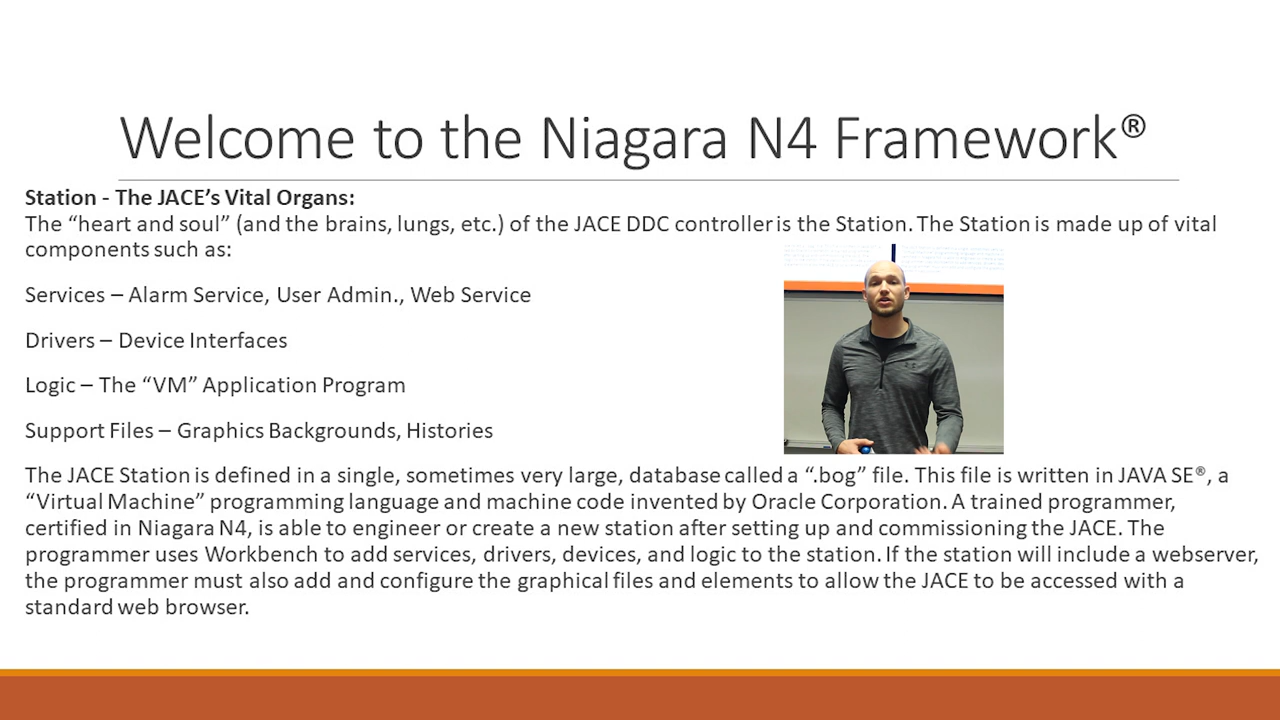 Welcome to the Niagara N4 Framework®
Station - The JACE’s Vital Organs:
The “heart and soul” (and the brains, lungs, etc.) of the JACE DDC controller is the Station. The Station is made up of vital
components such as:
Services – Alarm Service, User Admin., Web Service
Drivers – Device Interfaces
Logic – The “VM” Application Program
Support Files – Graphics Backgrounds, Histories
The JACE Station is defined in a single, sometimes very large, database called a “.bog” file. This file is written in JAVA SE®, a
“Virtual Machine” programming language and machine code invented by Oracle Corporation. A trained programmer,
certified in Niagara N4, is able to engineer or create a new station after setting up and commissioning the JACE. The
programmer uses Workbench to add services, drivers, devices, and logic to the station. If the station will include a webserver,
the programmer must also add and configure the graphical files and elements to allow the JACE to be accessed with a
standard web browser.